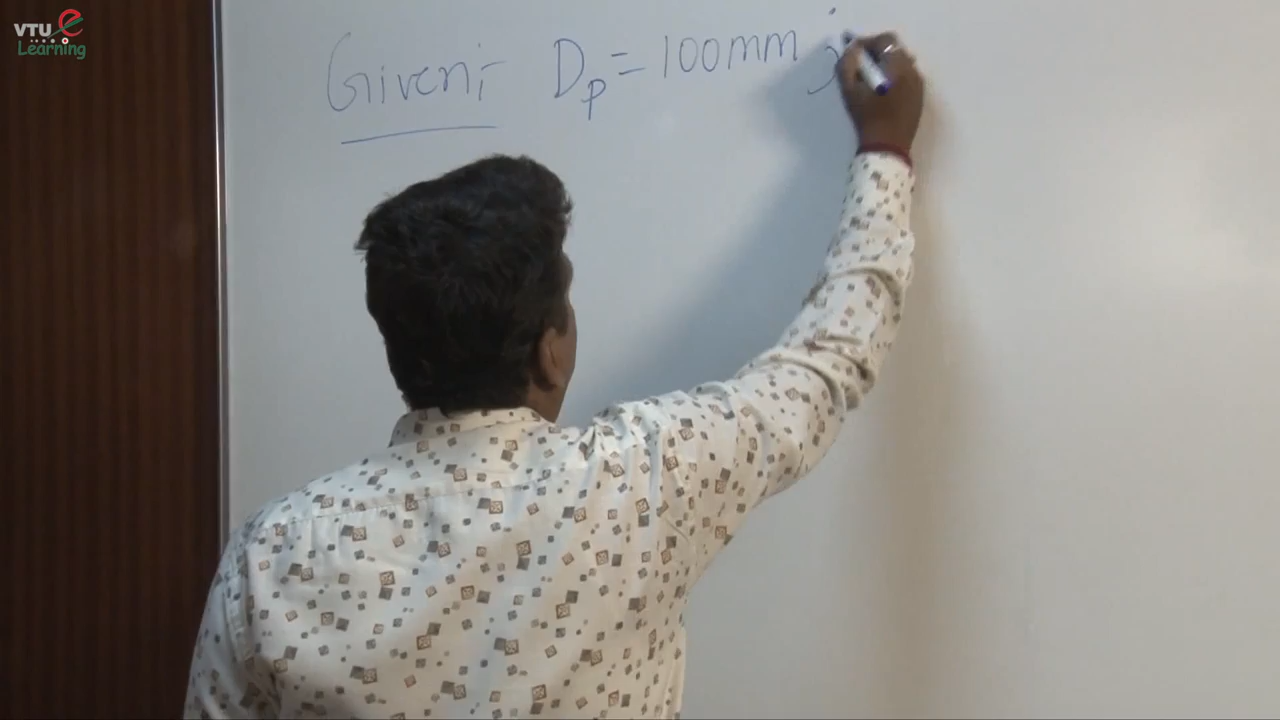 VTU e
Learning
Given:- Dp = 100mm ;